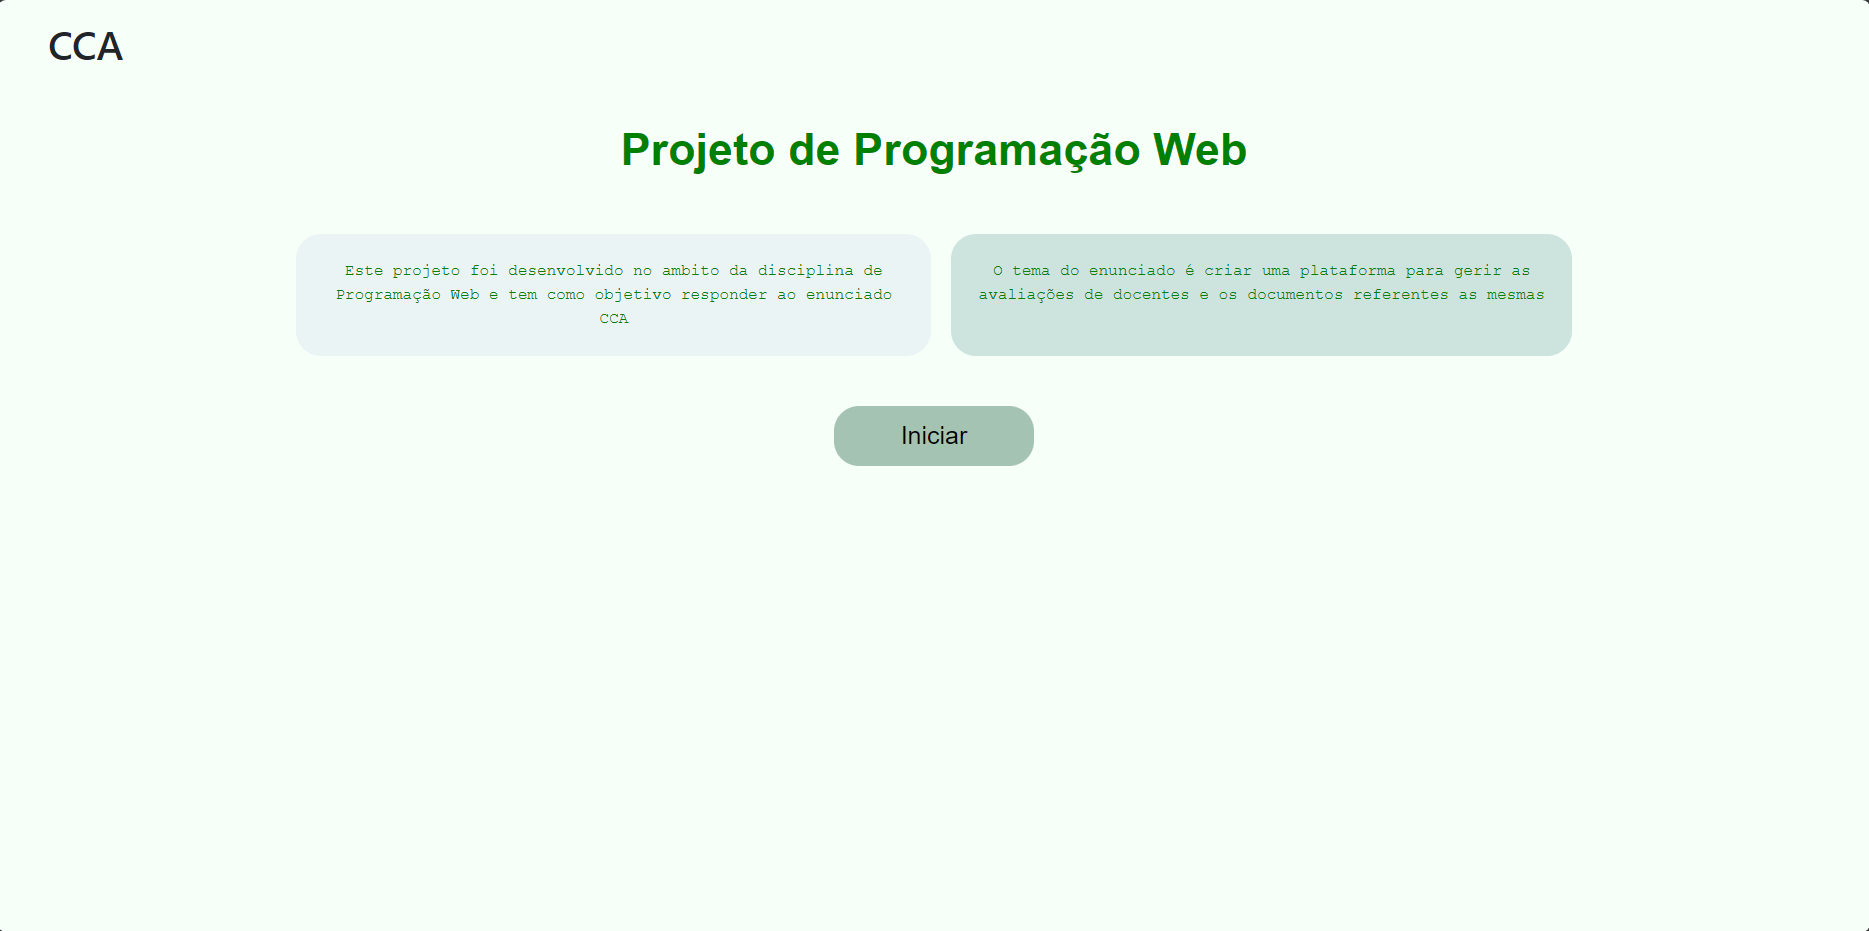 CCA
Projeto de Programação Web
Este projeto foi desenvolvido no ambito da disciplina de
Programação Web e tem como objetivo responder ao enunciado
CCA
O tema do enunciado é criar uma plataforma para gerir as
avaliações de docentes e os documentos referentes as mesmas
Iniciar